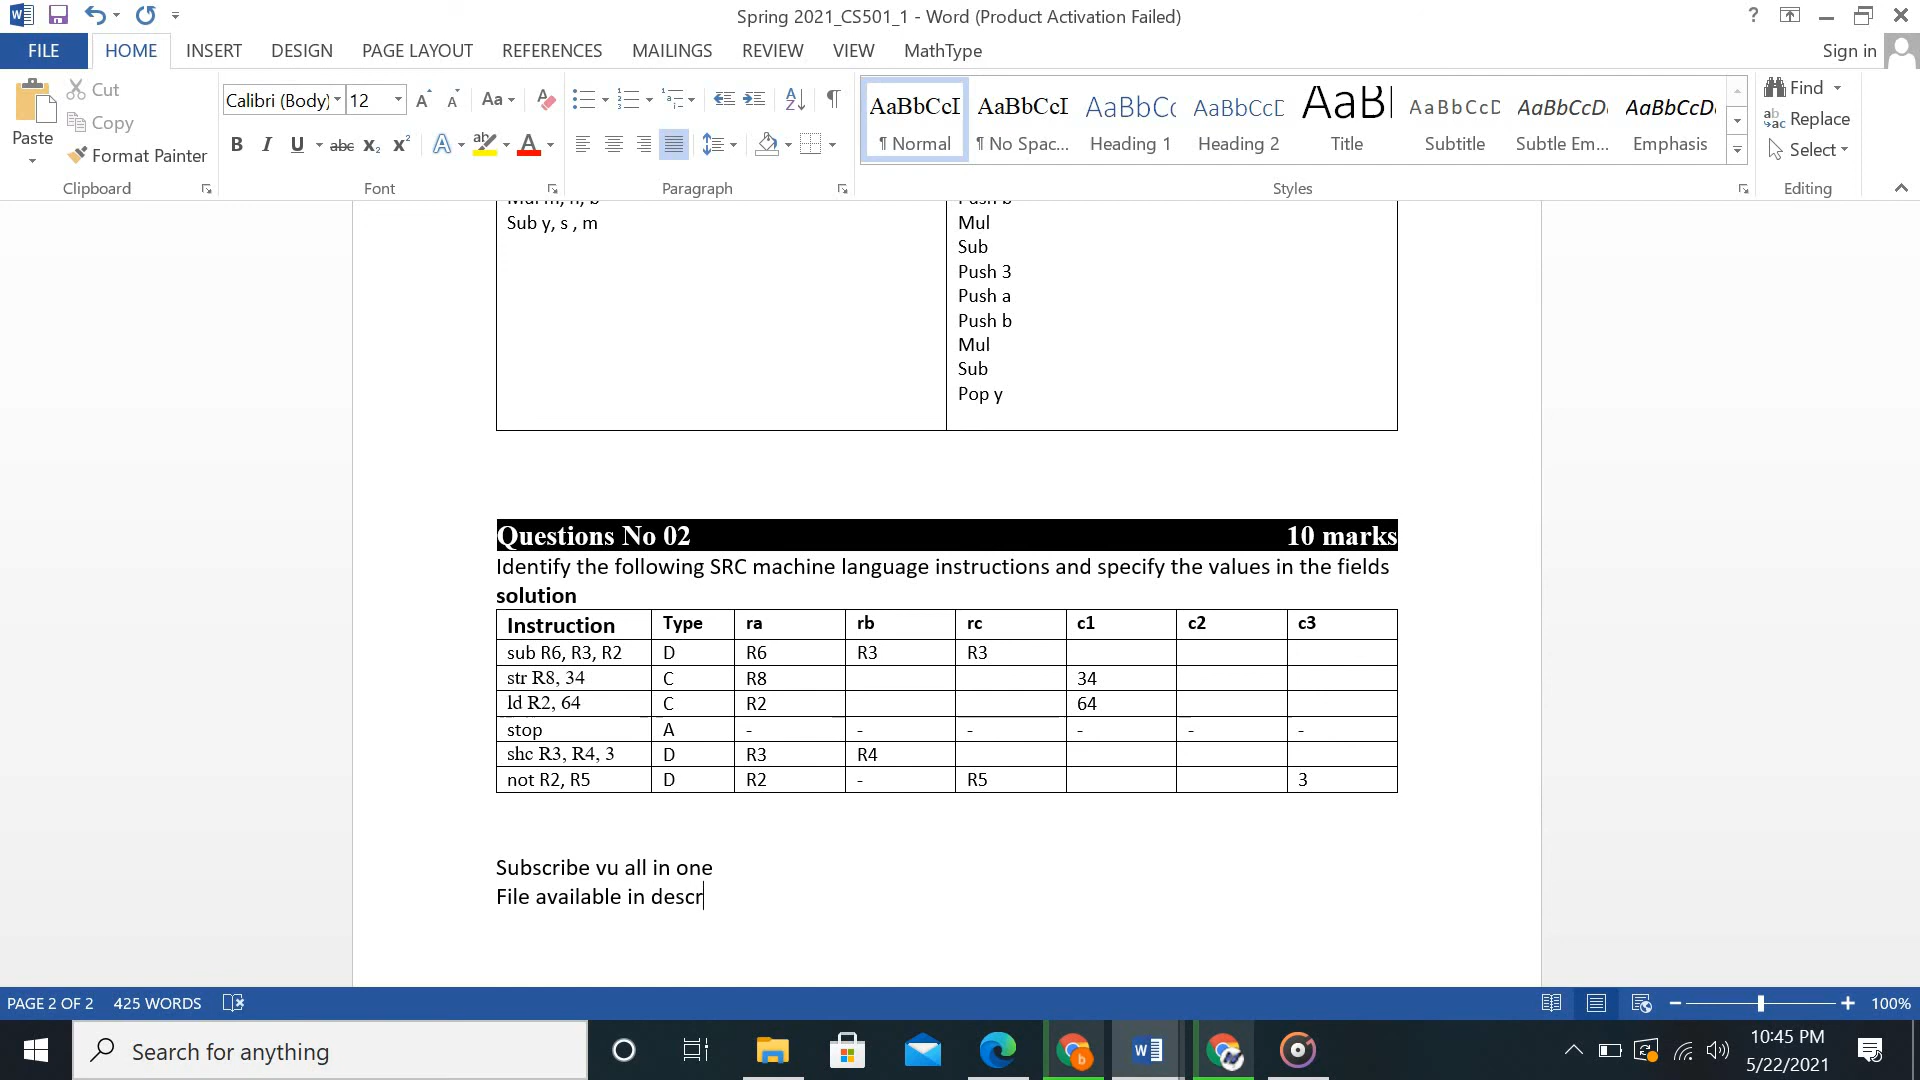 Spring 2021_CS501_1 - Word (Product Activation Failed)
FILE HOME INSERT DESIGN PAGE LAYOUT REFERENCES MAILINGS REVIEW VIEW MathType Sign in
Paste
Cut
Copy
Format Painter
Clipboard
Calibri (Body) 12
Font
Paragraph
AaBbCcI AaBbCcI AaBbC AaBbCcD AaB AaBbCcD AaBbCcD AaBbCcD
¶ Normal ¶ No Spac... Heading 1 Heading 2 Title Subtitle Subtle Em... Emphasis
Styles
Find
Replace
Select
Editing
Sub y, s , m
Mul
Sub
Push 3
Push a
Push b
Mul
Sub
Pop y
Questions No 02 10 marks
Identify the following SRC machine language instructions and specify the values in the fields
solution
Instruction Type ra rb rc c1 c2 c3
sub R6, R3, R2 D R6 R3 R3
str R8, 34 C R8 34
ld R2, 64 C R2 64
stop A - - - - - -
shc R3, R4, 3 D R3 R4
not R2, R5 D R2 - R5 3
Subscribe vu all in one
File available in descr
PAGE 2 OF 2 425 WORDS 100%
Search for anything
10:45 PM
5/22/2021